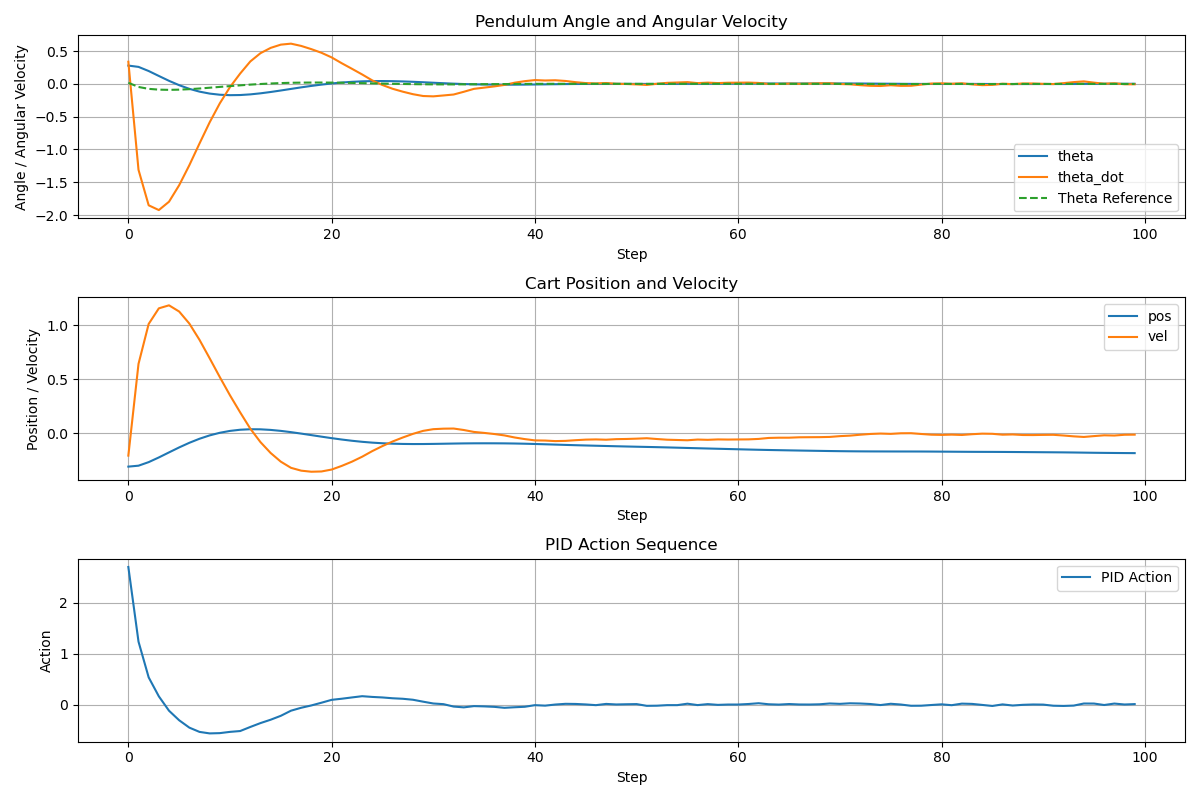 Pendulum Angle and Angular Velocity
Angle / Angular Velocity
0.5
0.0
−0.5
−1.0
−1.5
−2.0
theta
theta_dot
Theta Reference
0 20 40 60 80 100
Step
Cart Position and Velocity
Position / Velocity
1.0
0.5
0.0
pos
vel
0 20 40 60 80 100
Step
PID Action Sequence
Action
2
1
0
PID Action
0 20 40 60 80 100
Step